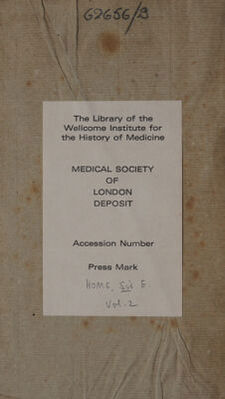 62656/B
The Library of the
Wellcome Institute for
the History of Medicine
MEDICAL SOCIETY
OF
LONDON
DEPOSIT
Accession Number
Press Mark
HOME, Sir E.
Vol. 2